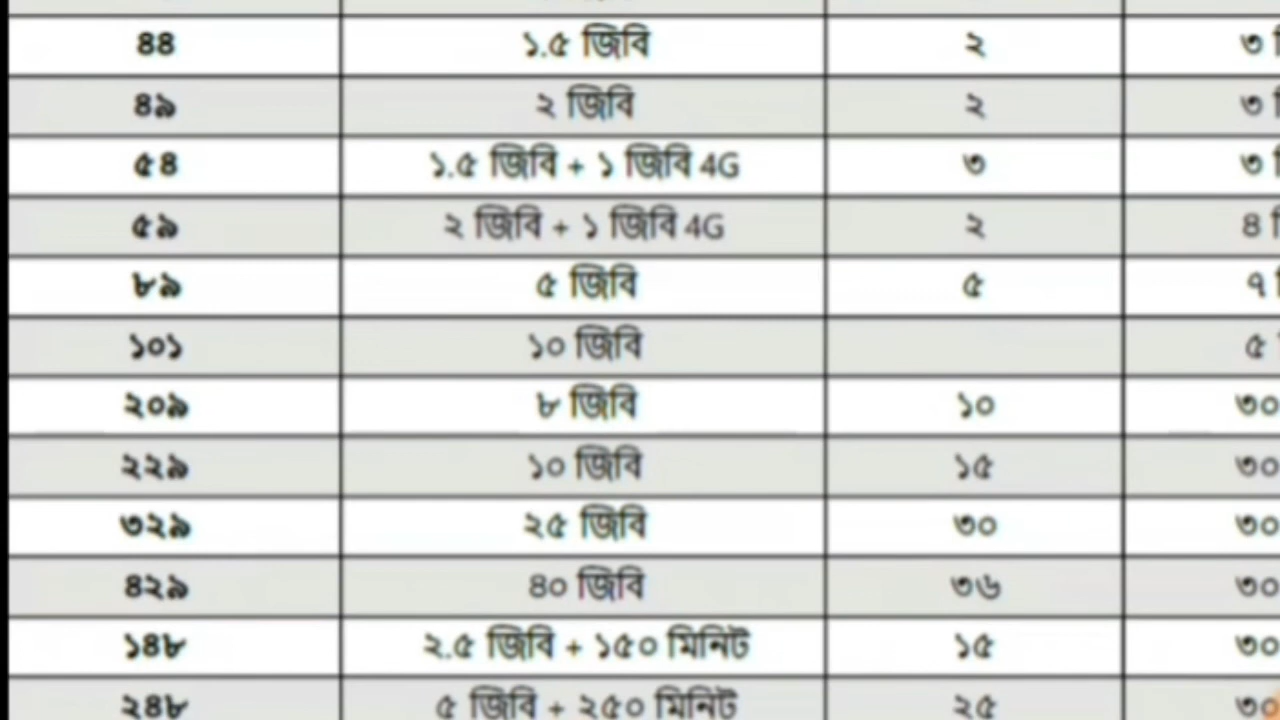 ৪৪ ১.৫ জিবি ২ ৩
৪৯ ২ জিবি ২ ৩
৫৪ ১.৫ জিবি + ১ জিবি 4G ৩ ৩
৫৯ ২ জিবি + ১ জিবি 4G ২ ৪
৮৯ ৫ জিবি ৫ ৭
১০১ ১০ জিবি ৫
২০৯ ৮ জিবি ১০ ৩০
২২৯ ১০ জিবি ১৫ ৩০
৩২৯ ২৫ জিবি ৩০ ৩০
৪২৯ ৪০ জিবি ৩৬ ৩০
১৪৮ ২.৫ জিবি + ১৫০ মিনিট ১৫ ৩০
২৪৮ ৫ জিবি + ২৫০ মিনিট ২৫ ৩০